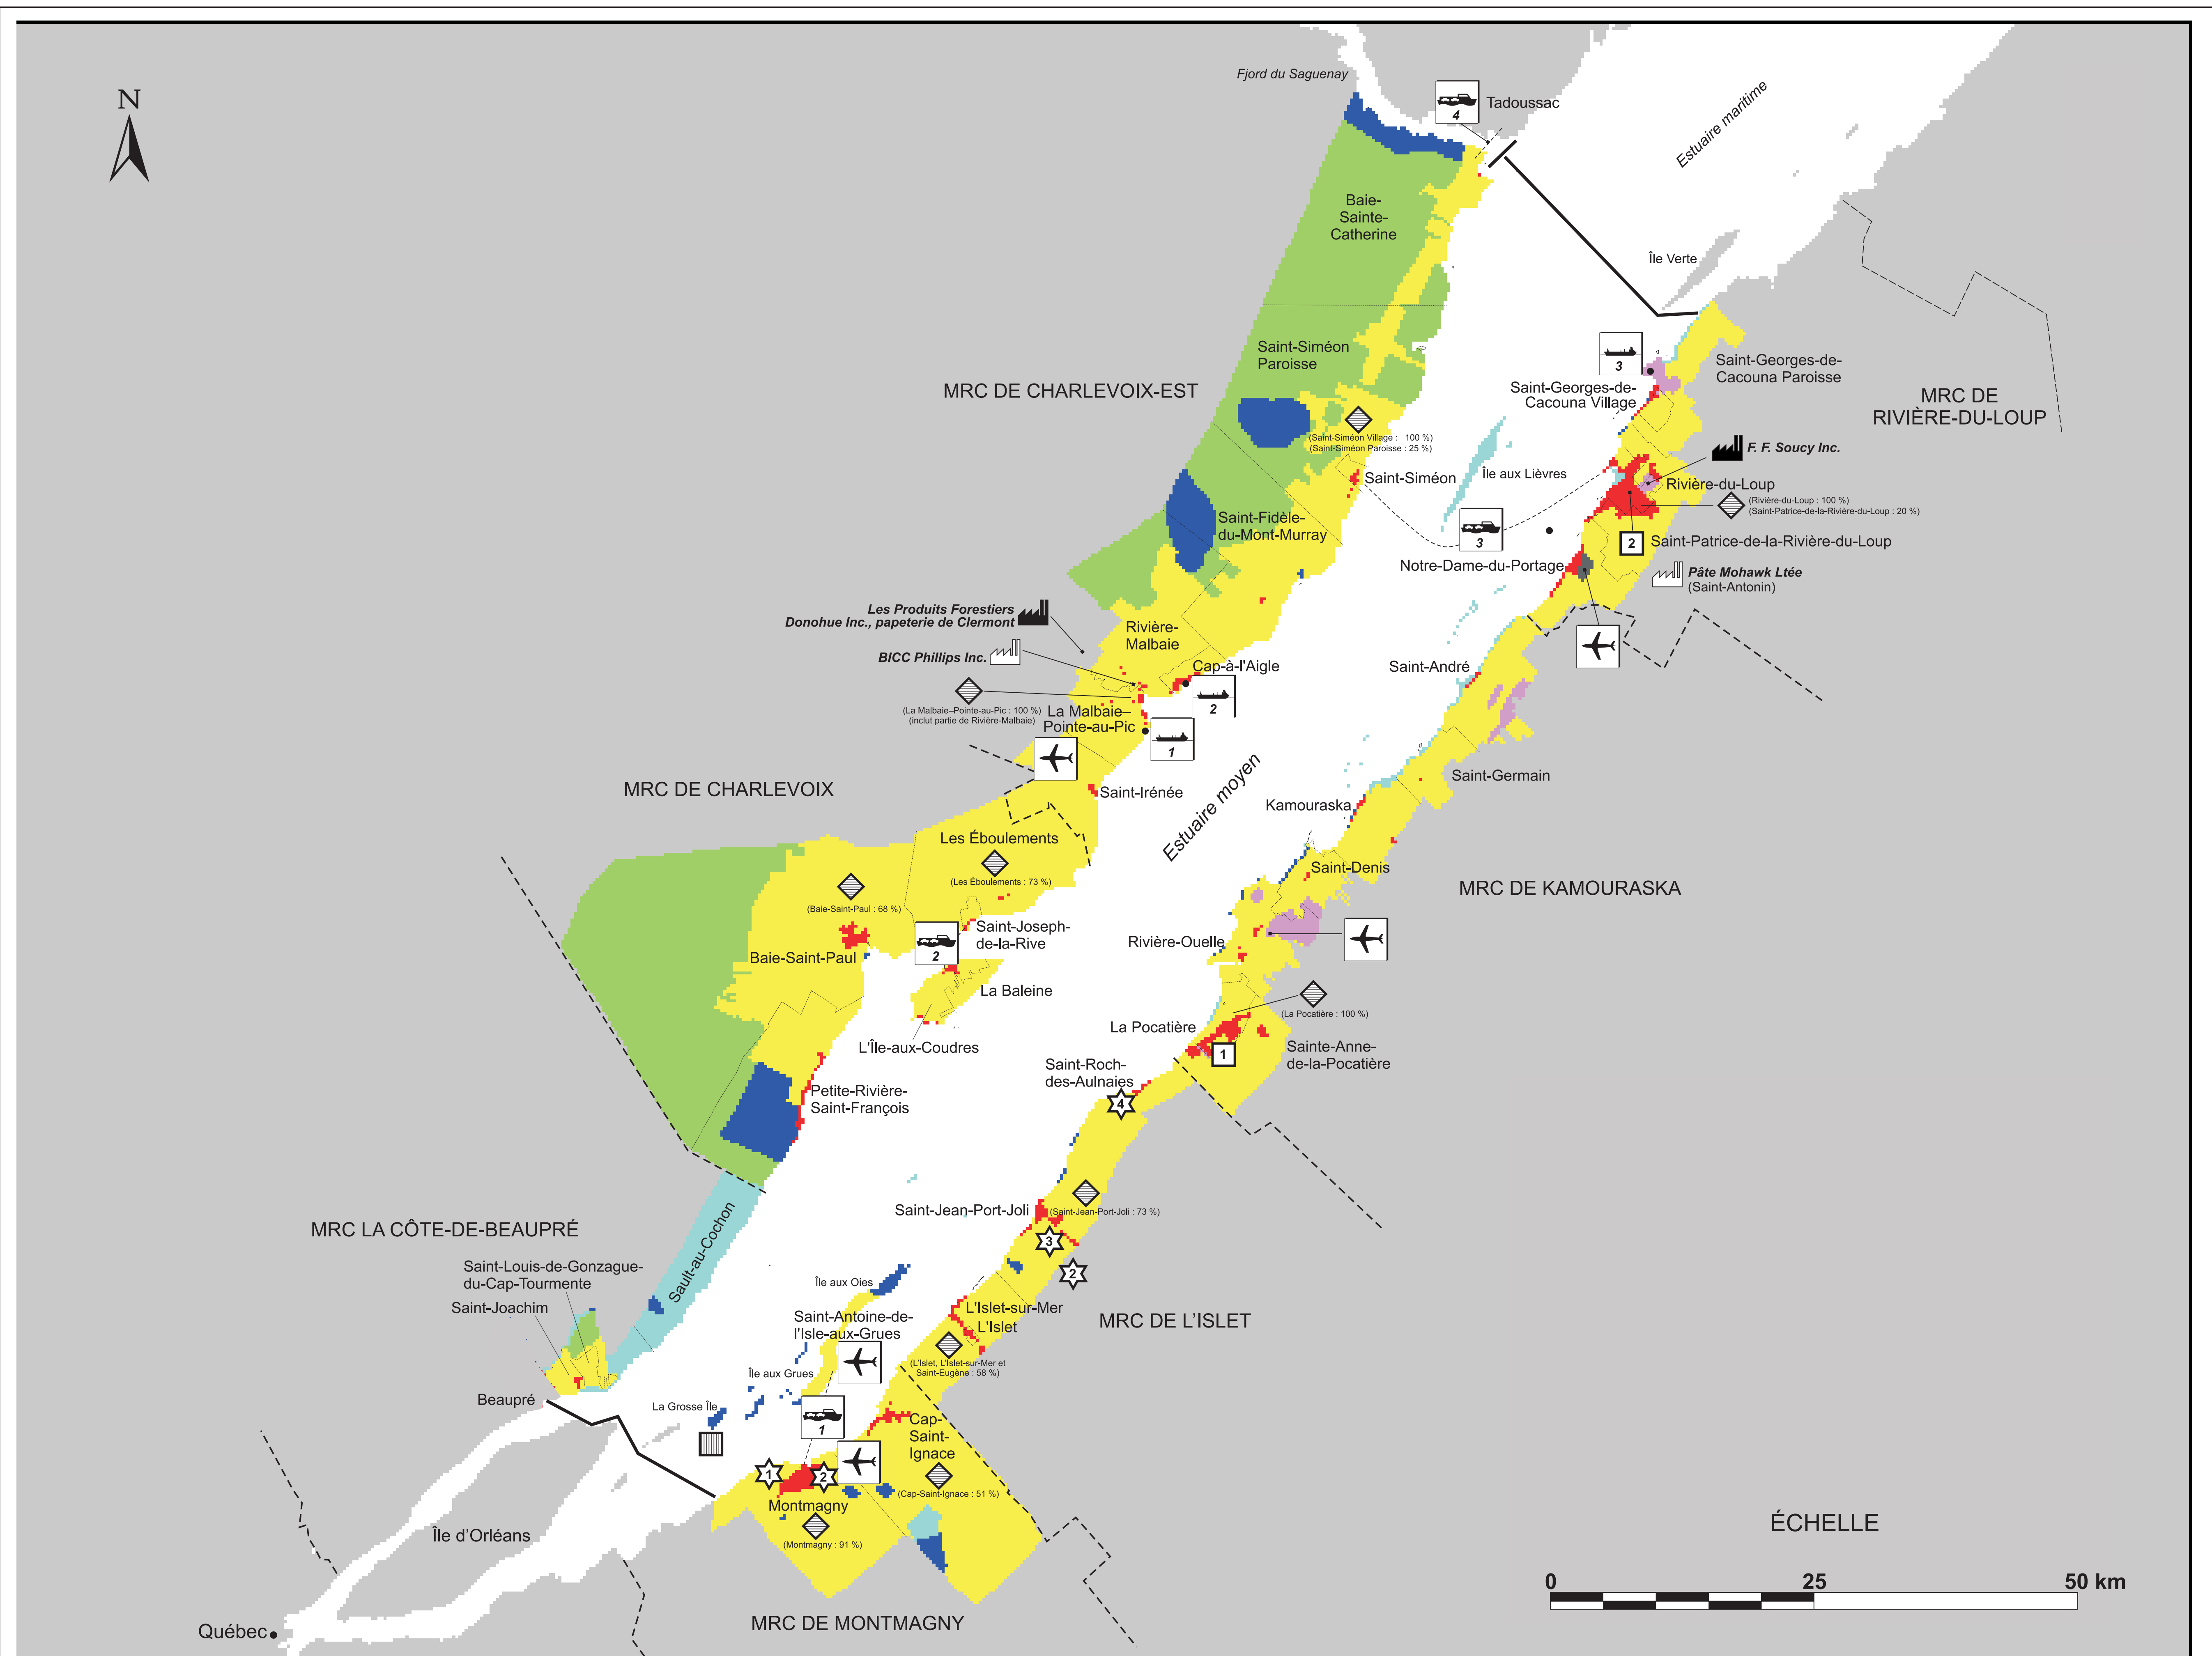 Fjord du Saguenay
N
4
Tadoussac
Estuaire maritime
Baie-
Sainte-
Catherine
Île Verte
Saint-Siméon
Paroisse
3
Saint-Georges-de-
Cacouna Paroisse
MRC DE CHARLEVOIX-EST
Saint-Georges-de-
Cacouna Village
MRC DE
RIVIÈRE-DU-LOUP
(Saint-Siméon Village : 100 %)
(Saint-Siméon Paroisse : 25 %)
F. F. Soucy Inc.
Saint-Siméon
Île aux Lièvres
Rivière-du-Loup
(Rivière-du-Loup : 100 %)
(Saint-Patrice-de-la-Rivière-du-Loup : 20 %)
Saint-Fidèle-
du-Mont-Murray
3
2
Saint-Patrice-de-la-Rivière-du-Loup
Notre-Dame-du-Portage
Pâte Mohawk Ltée
(Saint-Antonin)
Les Produits Forestiers
Donohue Inc., papeterie de Clermont
Rivière-
Malbaie
BICC Phillips Inc.
Cap-à-l'Aigle
Saint-André
2
(La Malbaie–Pointe-au-Pic : 100 %)
(inclut partie de Rivière-Malbaie)
La Malbaie–
Pointe-au-Pic
1
Saint-Germain
MRC DE CHARLEVOIX
Saint-Irénée
Estuaire moyen
Kamouraska
Les Éboulements
(Les Éboulements : 73 %)
Saint-Denis
MRC DE KAMOURASKA
(Baie-Saint-Paul : 68 %)
Saint-Joseph-
de-la-Rive
2
Baie-Saint-Paul
Rivière-Ouelle
La Baleine
(La Pocatière : 100 %)
La Pocatière
L'Île-aux-Coudres
1
Sainte-Anne-
de-la-Pocatière
Saint-Roch-
des-Aulnaies
4
Petite-Rivière-
Saint-François
Saint-Jean-Port-Joli
(Saint-Jean-Port-Joli : 73 %)
MRC LA CÔTE-DE-BEAUPRÉ
Sault-au-Cochon
3
2
Saint-Louis-de-Gonzague-
du-Cap-Tourmente
Île aux Oies
Saint-Joachim
Saint-Antoine-de-
l'Isle-aux-Grues
L'Islet-sur-Mer
L'Islet
MRC DE L'ISLET
(L'Islet, L'Islet-sur-Mer et
Saint-Eugène : 58 %)
Île aux Grues
Beaupré
La Grosse Île
1
Cap-
Saint-
Ignace
1
2
(Cap-Saint-Ignace : 51 %)
Montmagny
(Montmagny : 91 %)
Île d'Orléans
ÉCHELLE
0 25 50 km
MRC DE MONTMAGNY
Québec